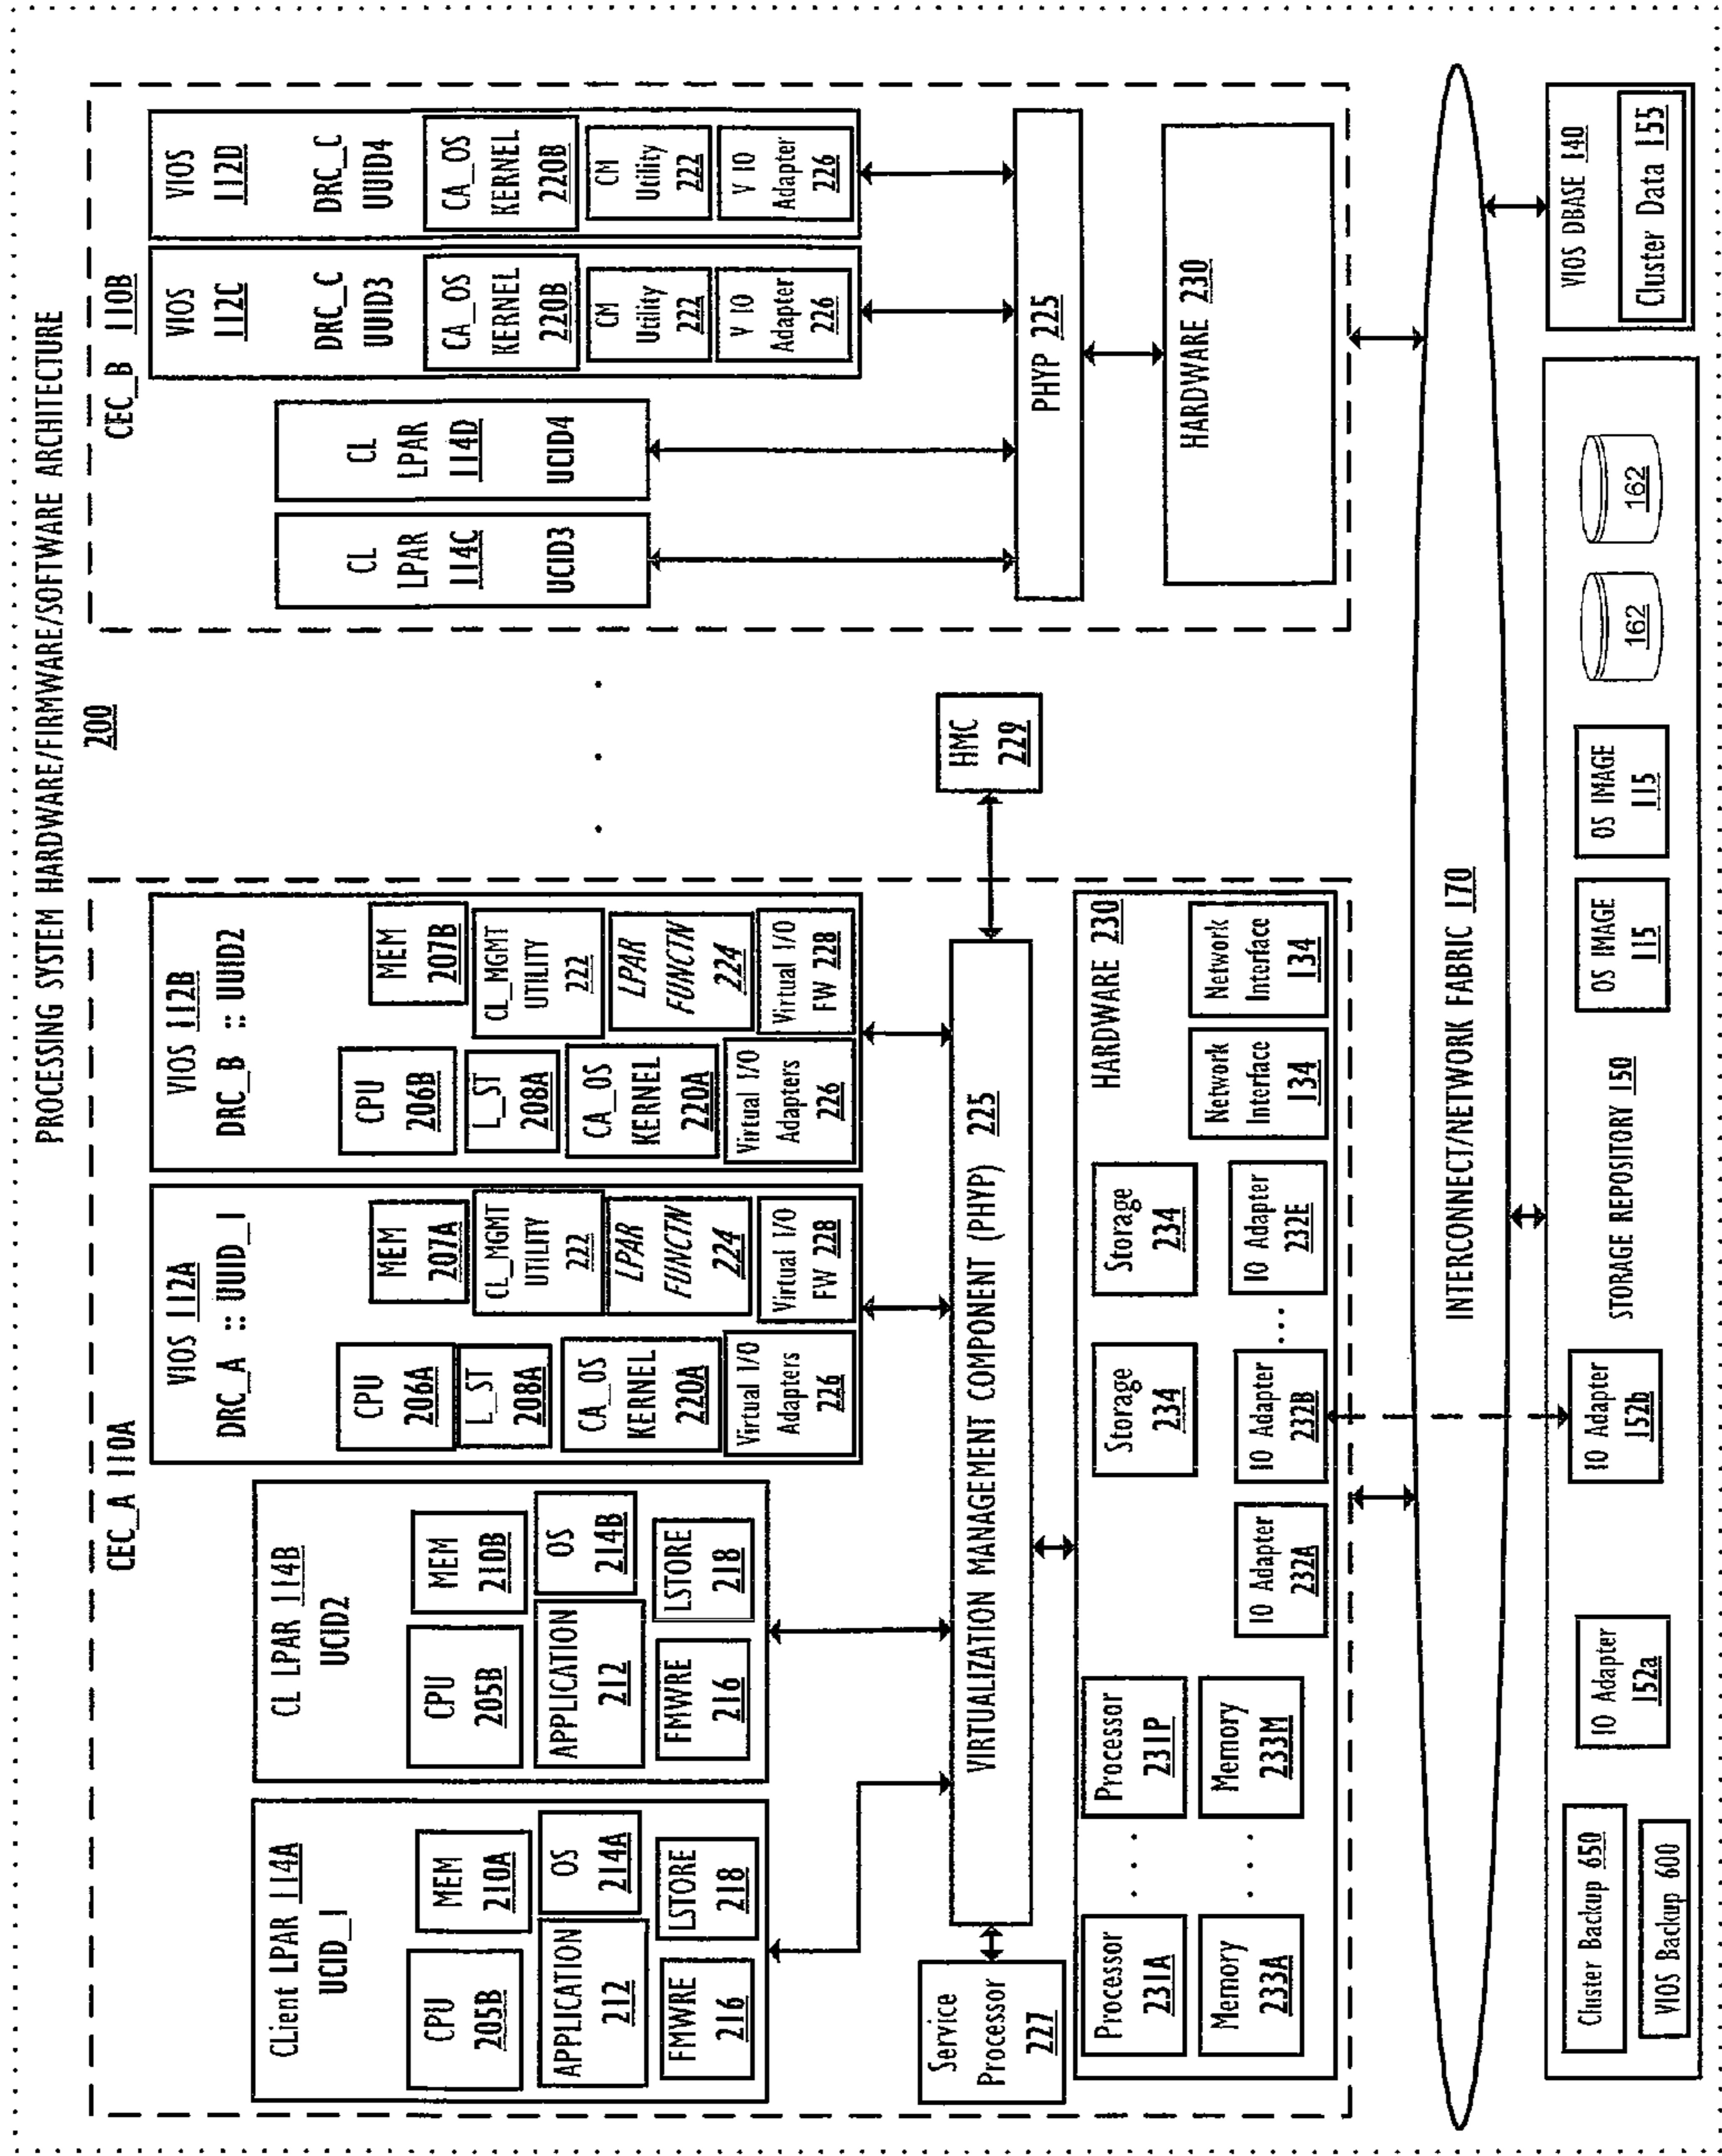 PROCESSING SYSTEM HARDWARE/FIRMWARE/SOFTWARE ARCHITECTURE
200
CEC_A 110A
CLient LPAR 114A
UCID_1
CPU
205B
MEM
210A
APPLICATION
212
OS
214A
FMWRE
216
LSTORE
218
CL LPAR 114B
UCID2
CPU
205B
MEM
210B
APPLICATION
212
OS
214B
FMWRE
216
LSTORE
218
VIOS 112A
DRC_A :: UUID_1
CPU
206A
MEM
207A
L_ST
208A
CL_MGMT
UTILITY
222
CA_OS
KERNEL
220A
LPAR
FUNCTN
224
Virtual I/O
Adapters
226
Virtual I/O
FW 228
VIOS 112B
DRC_B :: UUID2
CPU
206B
MEM
207B
L_ST
208A
CL_MGMT
UTILITY
222
CA_OS
KERNEL
220A
LPAR
FUNCTN
224
Virtual I/O
Adapters
226
Virtual I/O
FW 228
Service
Processor
227
VIRTUALIZATION MANAGEMENT COMPONENT (PHYP) 225
HMC
229
HARDWARE 230
Processor
231A
. . .
Processor
231P
Memory
233A
. . .
Memory
233M
Storage
234
Storage
234
IO Adapter
232A
IO Adapter
232B
...
IO Adapter
232E
Network
Interface
134
Network
Interface
134
. . .
CEC_B 110B
CL
LPAR
114C
UCID3
CL
LPAR
114D
UCID4
VIOS
112C
DRC_C
UUID3
CA_OS
KERNEL
220B
CM
Utility
222
V IO
Adapter
226
VIOS
112D
DRC_C
UUID4
CA_OS
KERNEL
220B
CM
Utility
222
V IO
Adapter
226
PHYP 225
HARDWARE 230
INTERCONNECT/NETWORK FABRIC 170
Cluster Backup 650
VIOS Backup 600
IO Adapter
152a
IO Adapter
152b
STORAGE REPOSITORY 150
OS IMAGE
115
OS IMAGE
115
162
162
VIOS DBASE 140
Cluster Data 155